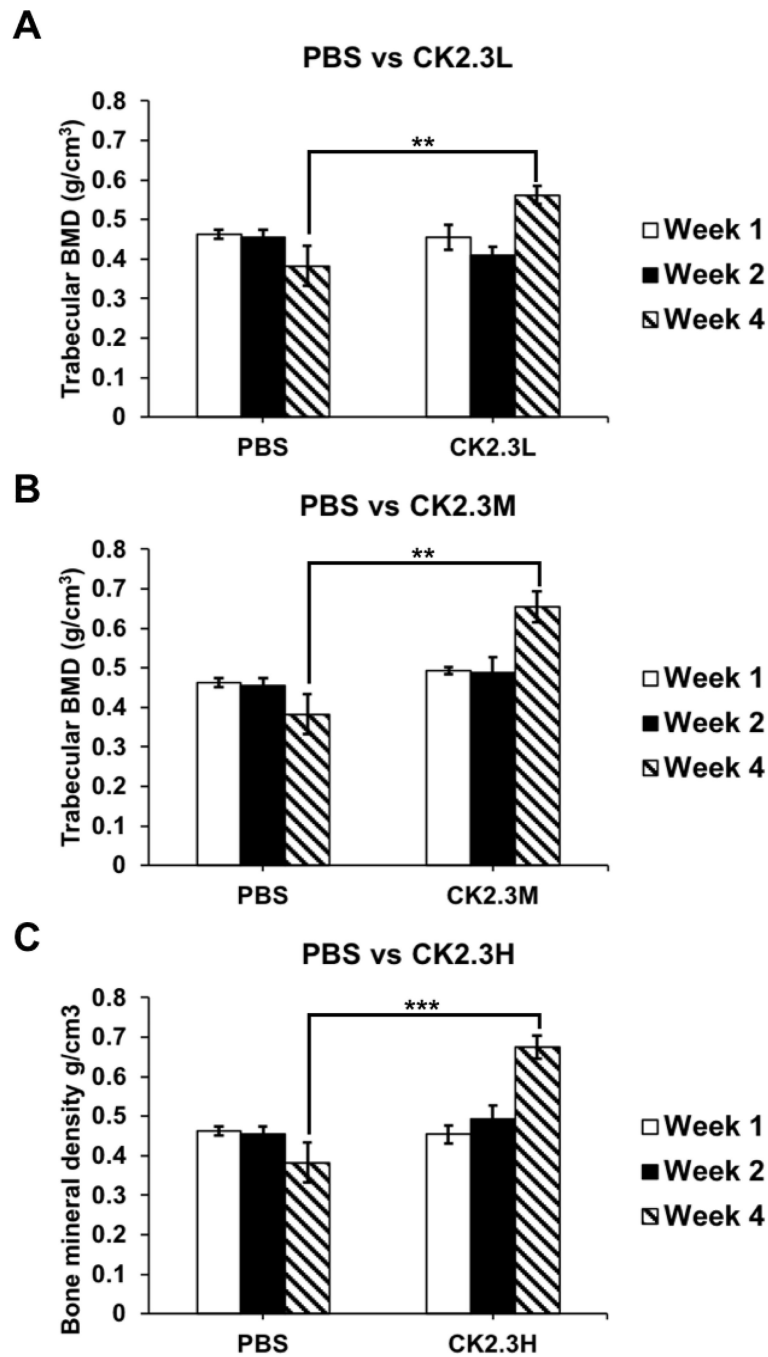 A
PBS vs CK2.3L
Trabecular BMD (g/cm³)
0.8
0.7
0.6
0.5
0.4
0.3
0.2
0.1
0
**
PBS
CK2.3L
Week 1
Week 2
Week 4
B
PBS vs CK2.3M
Trabecular BMD (g/cm³)
0.8
0.7
0.6
0.5
0.4
0.3
0.2
0.1
0
**
PBS
CK2.3M
Week 1
Week 2
Week 4
C
PBS vs CK2.3H
Bone mineral density g/cm3
0.8
0.7
0.6
0.5
0.4
0.3
0.2
0.1
0
***
PBS
CK2.3H
Week 1
Week 2
Week 4